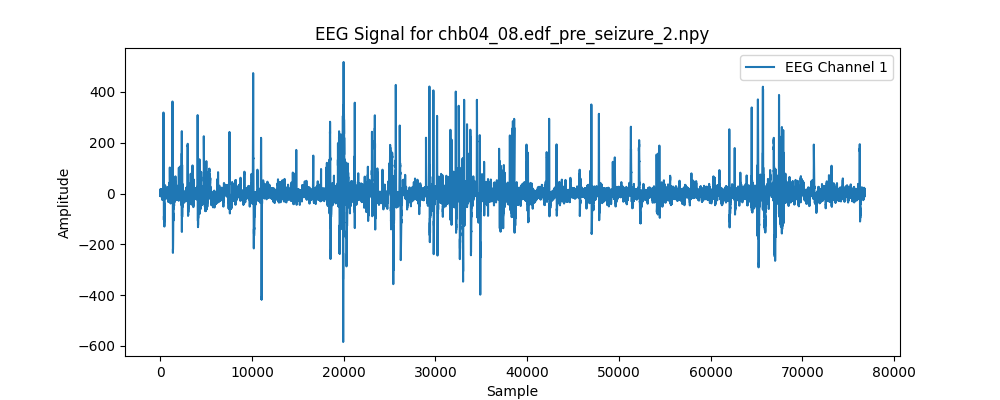 EEG Signal for chb04_08.edf_pre_seizure_2.npy
EEG Channel 1
Amplitude
400
200
0
−200
−400
−600
0 10000 20000 30000 40000 50000 60000 70000 80000
Sample